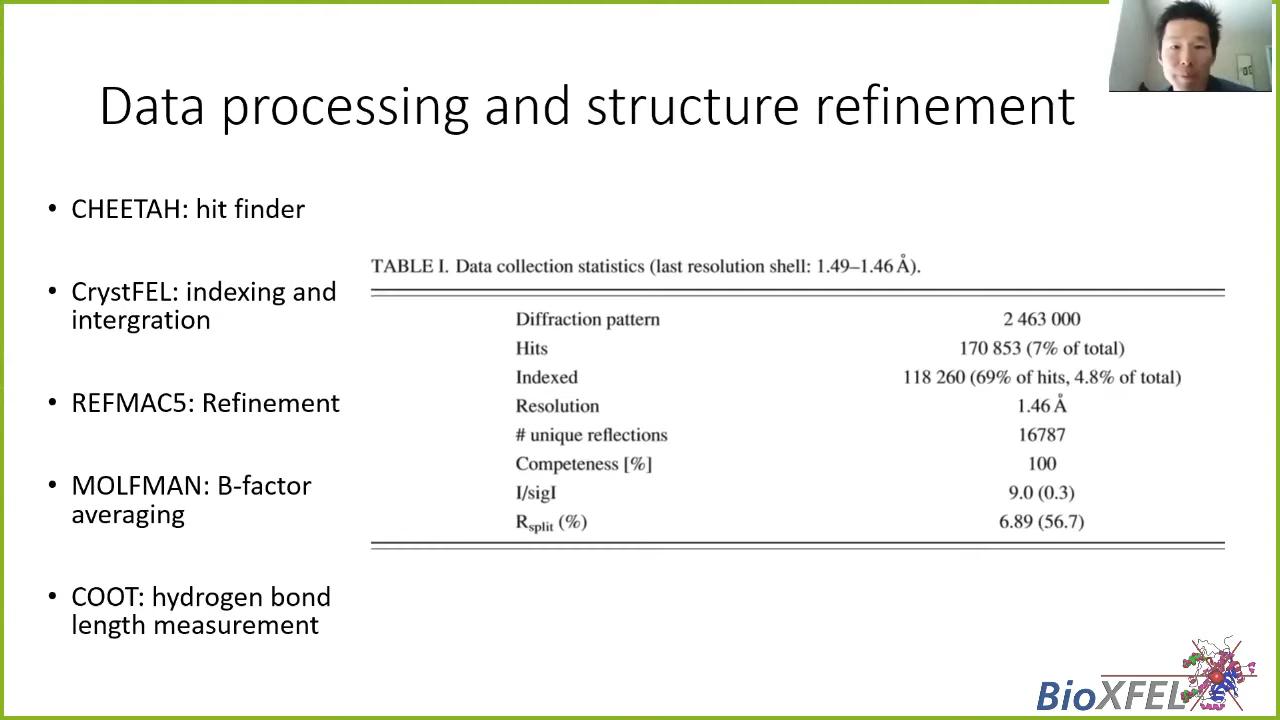 Data processing and structure refinement
• CHEETAH: hit finder
• CrystFEL: indexing and
intergration
• REFMAC5: Refinement
• MOLFMAN: B-factor
averaging
• COOT: hydrogen bond
length measurement
TABLE I. Data collection statistics (last resolution shell: 1.49–1.46 Å).
Diffraction pattern 2 463 000
Hits 170 853 (7% of total)
Indexed 118 260 (69% of hits, 4.8% of total)
Resolution 1.46 Å
# unique reflections 16787
Competeness [%] 100
I/sigI 9.0 (0.3)
Rsplit (%) 6.89 (56.7)
BioXFEL